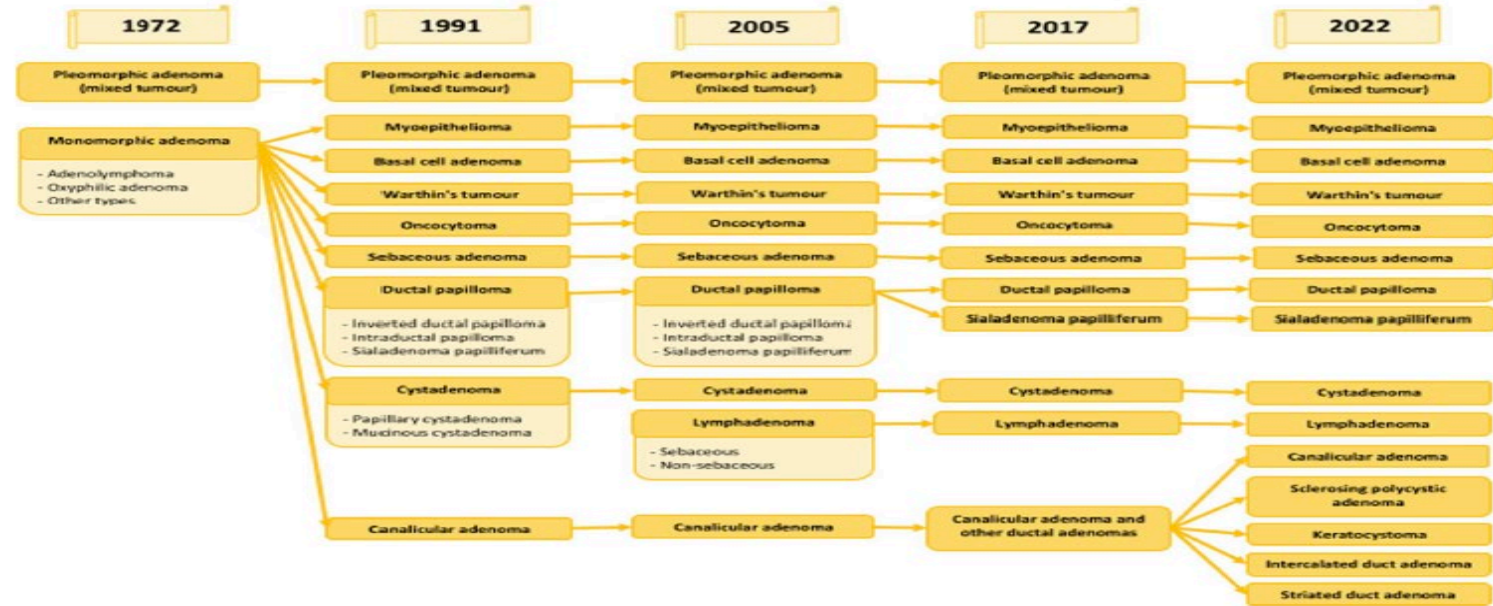 1972
1991
2005
2017
2022
Pleomorphic adenoma
(mixed tumour)
Pleomorphic adenoma
(mixed tumour)
Pleomorphic adenoma
(mixed tumour)
Pleomorphic adenoma
(mixed tumour)
Pleomorphic adenoma
(mixed tumour)
Monomorphic adenoma
- Adenolymphoma
- Oxyphilic adenoma
- Other types
Myoepithelioma
Myoepithelioma
Myoepithelioma
Myoepithelioma
Basal cell adenoma
Basal cell adenoma
Basal cell adenoma
Basal cell adenoma
Warthin's tumour
Warthin's tumour
Warthin's tumour
Warthin's tumour
Oncocytoma
Oncocytoma
Oncocytoma
Oncocytoma
Sebaceous adenoma
Sebaceous adenoma
Sebaceous adenoma
Sebaceous adenoma
Ductal papilloma
- Inverted ductal papilloma
- Intraductal papilloma
- Sialadenoma papilliferum
Ductal papilloma
- Inverted ductal papilloma
- Intraductal papilloma
- Sialadenoma papilliferum
Ductal papilloma
Ductal papilloma
Sialadenoma papilliferum
Sialadenoma papilliferum
Cystadenoma
- Papillary cystadenoma
- Mucinous cystadenoma
Cystadenoma
Cystadenoma
Cystadenoma
Lymphadenoma
- Sebaceous
- Non-sebaceous
Lymphadenoma
Lymphadenoma
Canalicular adenoma
Canalicular adenoma
Canalicular adenoma and
other ductal adenomas
Canalicular adenoma
Sclerosing polycystic
adenoma
Keratocystoma
Intercalated duct adenoma
Striated duct adenoma